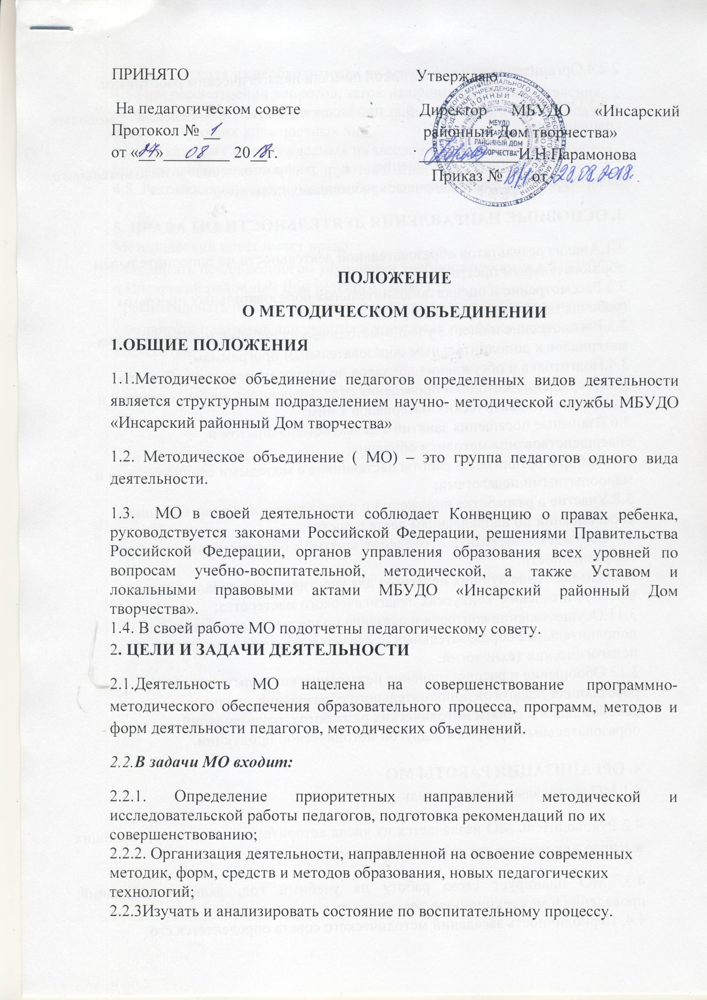 ПРИНЯТО
На педагогическом совете
Протокол № 1
от «27» 08 2018г.
Утверждаю
Директор МБУДО «Инсарский
районный Дом творчества»
И.Н.Парамонова
Приказ № от 28.08.2018г.
МБУДО
ИНСАРСКИЙ
РАЙОННЫЙ ДОМ
ТВОРЧЕСТВА"
ПОЛОЖЕНИЕ
О МЕТОДИЧЕСКОМ ОБЪЕДИНЕНИИ
1.ОБЩИЕ ПОЛОЖЕНИЯ
1.1.Методическое объединение педагогов определенных видов деятельности
является структурным подразделением научно- методической службы МБУДО
«Инсарский районный Дом творчества»
1.2. Методическое объединение ( МО) – это группа педагогов одного вида
деятельности.
1.3. МО в своей деятельности соблюдает Конвенцию о правах ребенка,
руководствуется законами Российской Федерации, решениями Правительства
Российской Федерации, органов управления образования всех уровней по
вопросам учебно-воспитательной, методической, а также Уставом и
локальными правовыми актами МБУДО «Инсарский районный Дом
творчества».
1.4. В своей работе МО подотчетны педагогическому совету.
2. ЦЕЛИ И ЗАДАЧИ ДЕЯТЕЛЬНОСТИ
2.1.Деятельность МО нацелена на совершенствование программно-
методического обеспечения образовательного процесса, программ, методов и
форм деятельности педагогов, методических объединений.
2.2.В задачи МО входит:
2.2.1. Определение приоритетных направлений методической и
исследовательской работы педагогов, подготовка рекомендаций по их
совершенствованию;
2.2.2. Организация деятельности, направленной на освоение современных
методик, форм, средств и методов образования, новых педагогических
технологий;
2.2.3Изучать и анализировать состояние по воспитательному процессу.